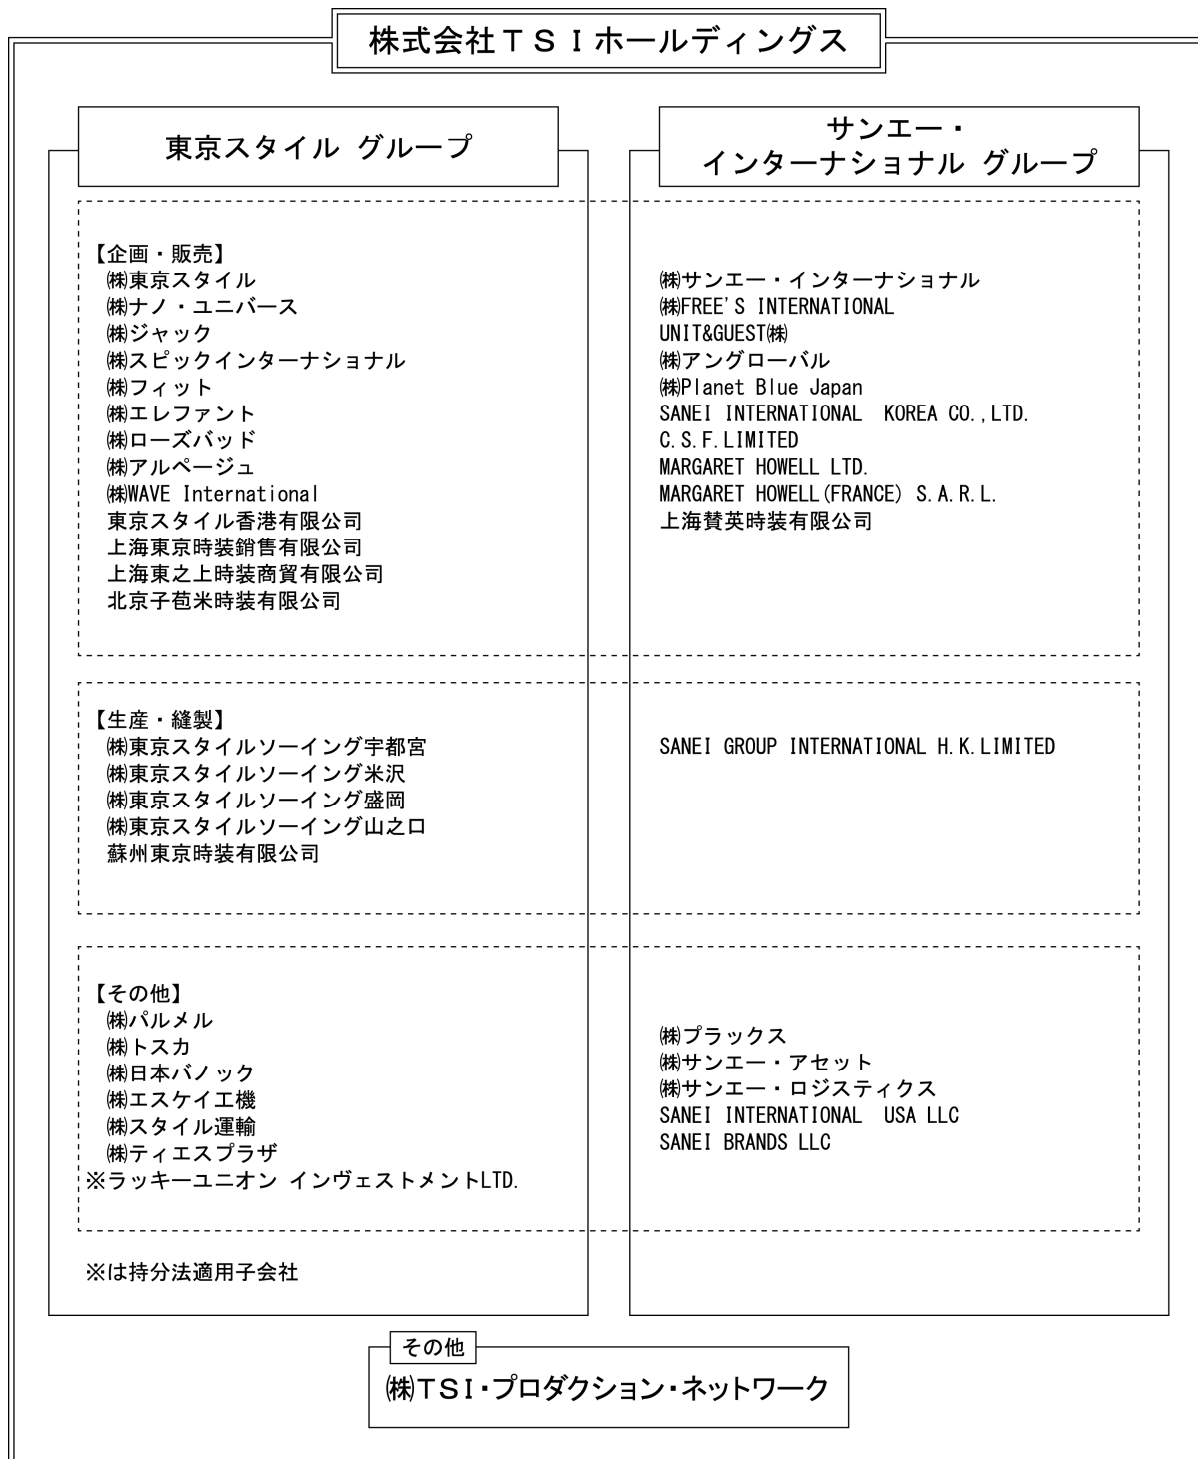 株式会社ＴＳＩホールディングス
東京スタイル グループ
サンエー・
インターナショナル グループ
【企画・販売】
㈱東京スタイル
㈱ナノ・ユニバース
㈱ジャック
㈱スピックインターナショナル
㈱フィット
㈱エレファント
㈱ローズバッド
㈱アルページュ
㈱WAVE International
東京スタイル香港有限公司
上海東京時装銷售有限公司
上海東之上時装商貿有限公司
北京子苞米時装有限公司
㈱サンエー・インターナショナル
㈱FREE'S INTERNATIONAL
UNIT&GUEST㈱
㈱アングローバル
㈱Planet Blue Japan
SANEI INTERNATIONAL KOREA CO.,LTD.
C.S.F.LIMITED
MARGARET HOWELL LTD.
MARGARET HOWELL(FRANCE) S.A.R.L.
上海賛英時装有限公司
【生産・縫製】
㈱東京スタイルソーイング宇都宮
㈱東京スタイルソーイング米沢
㈱東京スタイルソーイング盛岡
㈱東京スタイルソーイング山之口
蘇州東京時装有限公司
SANEI GROUP INTERNATIONAL H.K.LIMITED
【その他】
㈱パルメル
㈱トスカ
㈱日本バノック
㈱エスケイ工機
㈱スタイル運輸
㈱ティエスプラザ
※ラッキーユニオン インヴェストメントLTD.
㈱プラックス
㈱サンエー・アセット
㈱サンエー・ロジスティクス
SANEI INTERNATIONAL USA LLC
SANEI BRANDS LLC
※は持分法適用子会社
その他
㈱ＴＳＩ・プロダクション・ネットワーク